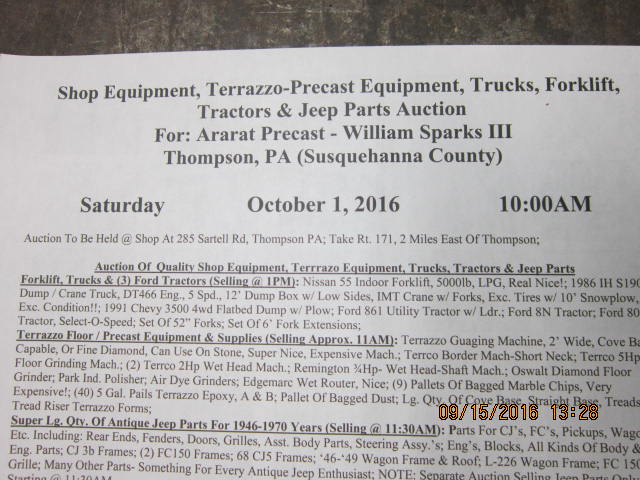 Shop Equipment, Terrazzo-Precast Equipment, Trucks, Forklift,
Tractors & Jeep Parts Auction
For: Ararat Precast - William Sparks III
Thompson, PA (Susquehanna County)
Saturday October 1, 2016 10:00AM
Auction To Be Held @ Shop At 285 Sartell Rd, Thompson PA; Take Rt. 171, 2 Miles East Of Thompson;
Auction Of Quality Shop Equipment, Terrrazo Equipment, Trucks, Tractors & Jeep Parts
Forklift, Trucks & (3) Ford Tractors (Selling @ 1PM): Nissan 55 Indoor Forklift, 5000lb, LPG, Real Nice!; 1986 IH S190
Dump / Crane Truck, DT466 Eng., 5 Spd., 12' Dump Box w/ Low Sides, IMT Crane w/ Forks, Exc. Tires w/ 10' Snowplow,
Exc. Condition!!; 1991 Chevy 3500 4wd Flatbed Dump w/ Plow; Ford 861 Utility Tractor w/ Ldr.; Ford 8N Tractor; Ford 80
Tractor, Select-O-Speed; Set Of 52” Forks; Set Of 6’ Fork Extensions;
Terrazzo Floor / Precast Equipment & Supplies (Selling Approx. 11AM): Terrazzo Guaging Machine, 2’ Wide, Cove Ba
Capable, Or Fine Diamond, Can Use On Stone, Super Nice, Expensive Mach.; Terrco Border Mach-Short Neck; Terrco 5Hp
Floor Grinding Mach.; (2) Terrco 2Hp Wet Head Mach.; Remington ¾Hp- Wet Head-Shaft Mach.; Oswalt Diamond Floor
Grinder; Park Ind. Polisher; Air Dye Grinders; Edgemarc Wet Router, Nice; (9) Pallets Of Bagged Marble Chips, Very
Expensive!; (40) 5 Gal. Pails Terrazzo Epoxy, A & B; Pallet Of Bagged Dust; Lg. Qty. Of Cove Base, Straight Base, Treads
Tread Riser Terrazzo Forms;
09/15/2016 13:28
Super Lg. Qty. Of Antique Jeep Parts For 1946-1970 Years (Selling @ 11:30AM): Parts For CJ’s, FC’s, Pickups, Wago
Etc. Including: Rear Ends, Fenders, Doors, Grilles, Asst. Body Parts, Steering Assy.’s; Eng’s, Blocks, All Kinds Of Body &
Eng. Parts; CJ 3b Frames; (2) FC150 Frames; 68 CJ5 Frames; ‘46-‘49 Wagon Frame & Roof; L-226 Wagon Frame; FC 150
Grille; Many Other Parts- Something For Every Antique Jeep Enthusiast; NOTE: Separate Auction Selling Jeep Parts Only
Starting @ 11:30AM